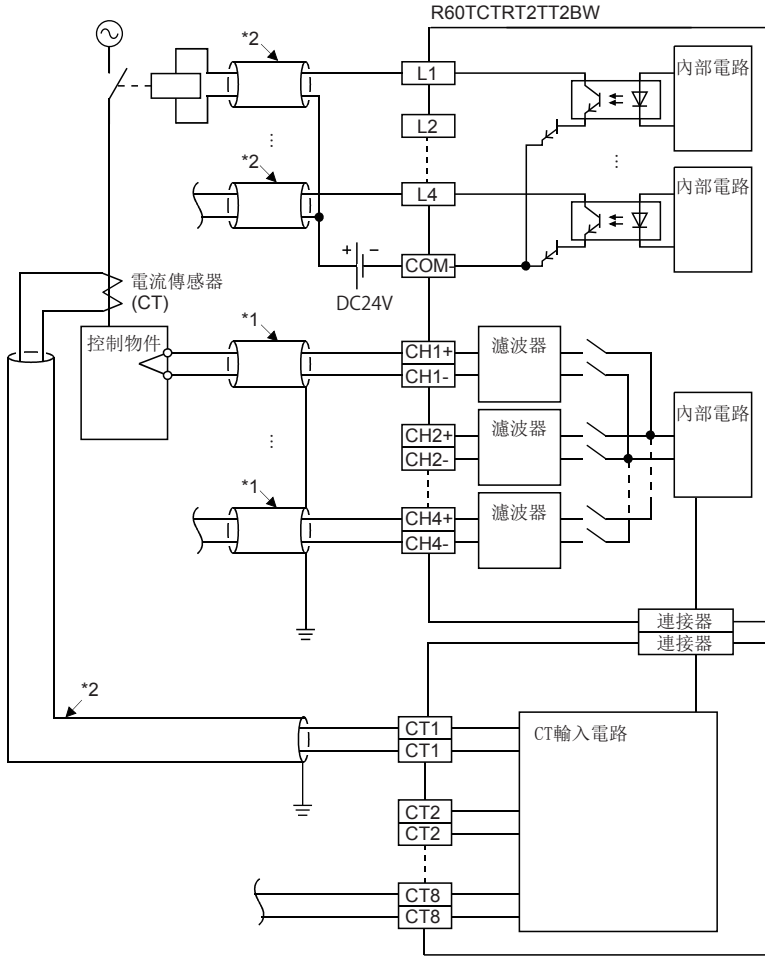 R60TCTRT2TT2BW
*2
L1
內部電路
L2
⋮
*2
⋮
內部電路
L4
+ −
COM-
DC24V
電流傳感器
(CT)
*1
控制物件
CH1+
濾波器
CH1-
內部電路
CH2+
濾波器
CH2-
⋮
*1
CH4+
濾波器
CH4-
連接器
連接器
*2
CT1
CT輸入電路
CT1
CT2
CT2
CT8
CT8